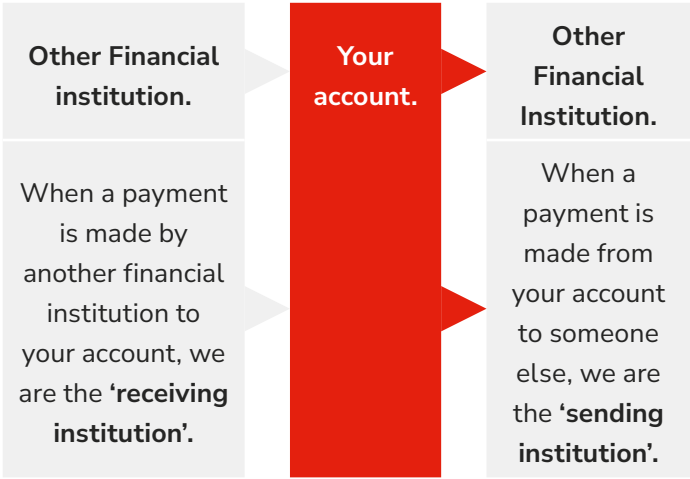 Other Financial
institution.
Your
account.
Other
Financial
Institution.
When a payment
is made by
another financial
institution to
your account, we
are the ‘receiving
institution’.
When a
payment is
made from
your account
to someone
else, we are
the ‘sending
institution’.